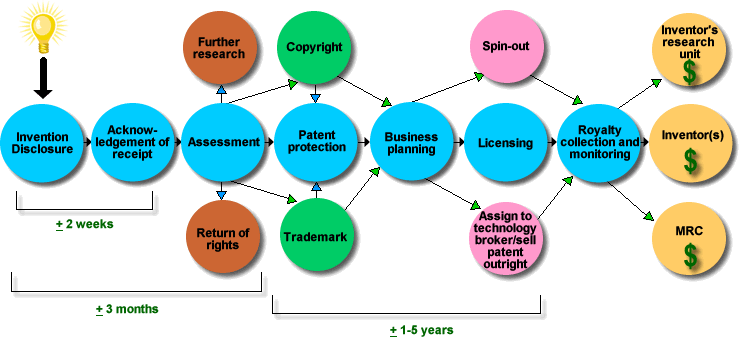 Further
research
Copyright
Spin-out
Inventor's
research
unit
$
Invention
Disclosure
Acknow-
ledgement of
receipt
Assessment
Patent
protection
Business
planning
Licensing
Royalty
collection and
monitoring
Inventor(s)
$
± 2 weeks
Return of
rights
Trademark
Assign to
technology
broker/sell
patent
outright
MRC
$
± 3 months
± 1-5 years